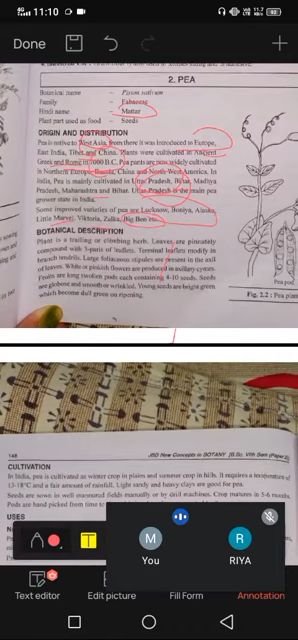 11:10
Done
2. PEA
Botanical name – Pisum sativum
Family – Fabaceae
Hindi name – Mattar
Plant part used as food – Seeds
ORIGIN AND DISTRIBUTION
Pea is native to West Asia, from there it was introduced to Europe,
East India, Tibet and China. Plants were cultivated in Ancient
Greek and Rome in 7000 B.C. Pea plants are now widely cultivated
in Northern Europe, Russia, China and North West America. In
India, Pea is mainly cultivated in Uttar Pradesh, Bihar, Madhya
Pradesh, Maharashtra and Bihar. Uttar Pradesh is the main pea
grower state in India.
Some improved varieties of pea are Lucknow, Boniya, Alaska,
Little Marvel, Viktoria, Zalka, Big Ben etc.
BOTANICAL DESCRIPTION
Plant is a trailing or climbing herb. Leaves are pinnately
compound with 3-pairs of leaflets. Terminal leaflets modify in
branch tendrils. Large foliaceous stipules are present in the axil
of leaves. White or pinkish flowers are produced in axillary cymes.
Fruits are long swollen pods each containing 4-10 seeds. Seeds
are globose and smooth or wrinkled. Young seeds are bright green
which become dull green on ripening.
Pea pod
Fig. 2.2 : Pea plant
148 JBD New Concepts in BOTANY [B.Sc. VIth Sem (Paper
CULTIVATION
In India, pea is cultivated as winter crop in plains and summer crop in hills. It requires a temperature of
13-18°C and a fair amount of rainfall. Light sandy and heavy clays are good for pea.
Seeds are sown in well manured fields manually or by drill machines. Crop matures in 5-6 months.
Pods are hand picked from time to
USES
M
You
R
RIYA
Text editor
Edit picture
Fill Form
Annotation